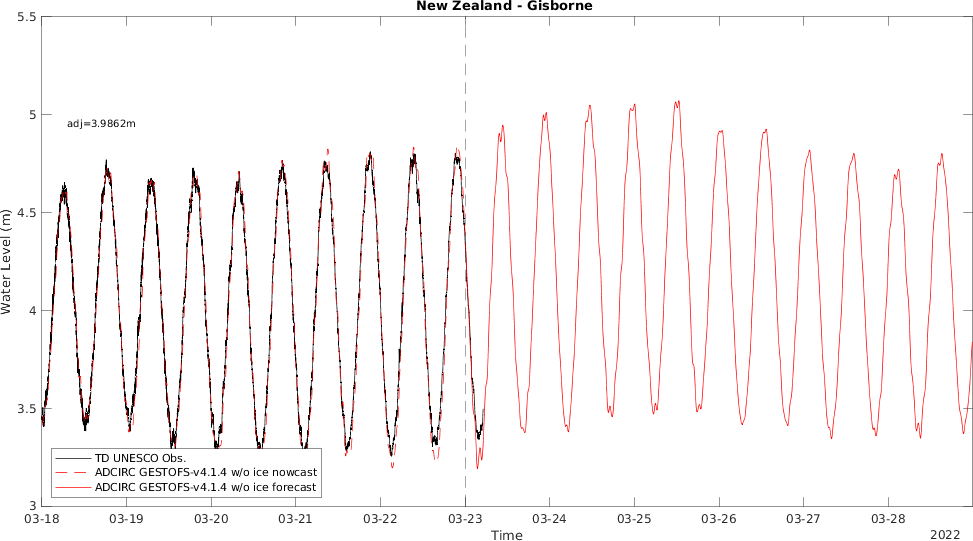 New Zealand - Gisborne
5.5
5
4.5
4
3.5
3
Water Level (m)
adj=3.9862m
TD UNESCO Obs.
ADCIRC GESTOFS-v4.1.4 w/o ice nowcast
ADCIRC GESTOFS-v4.1.4 w/o ice forecast
03-18 03-19 03-20 03-21 03-22 03-23 03-24 03-25 03-26 03-27 03-28
Time
2022